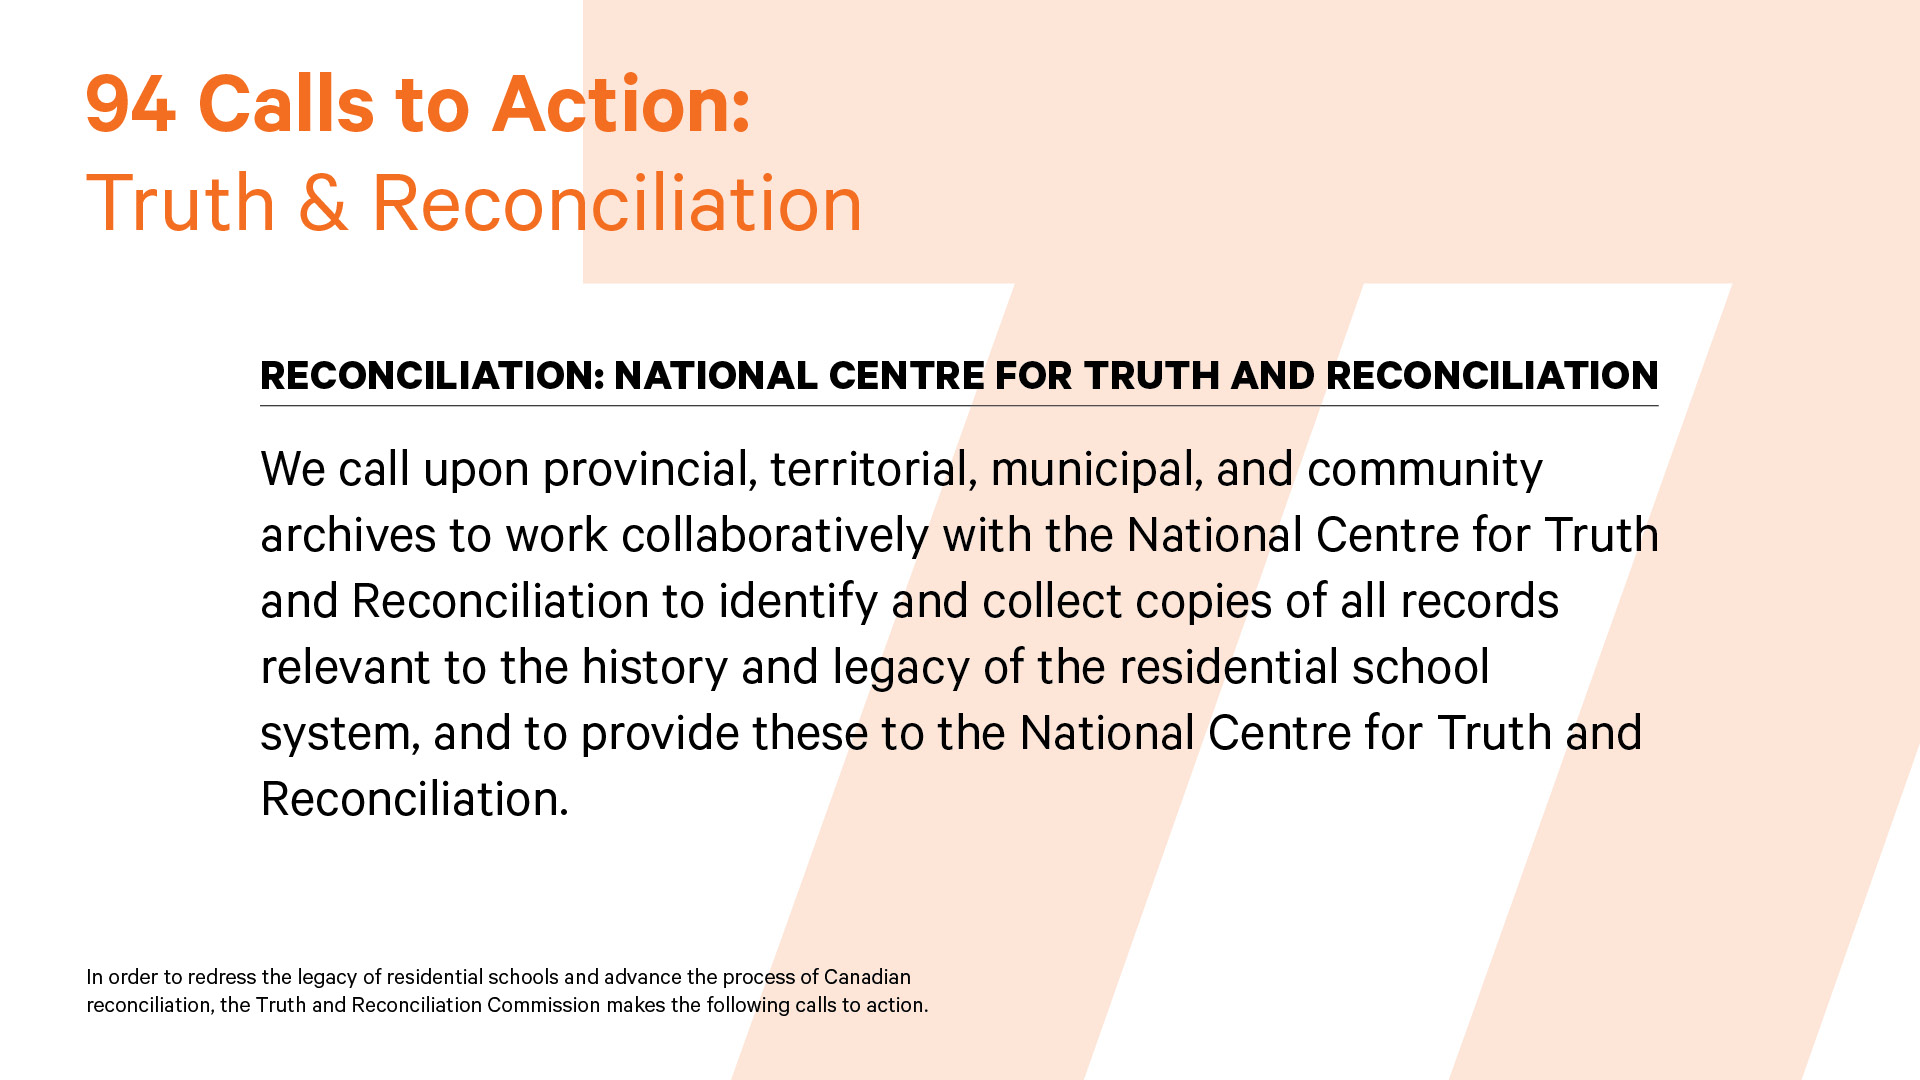 94 Calls to Action:
Truth & Reconciliation
77
RECONCILIATION: NATIONAL CENTRE FOR TRUTH AND RECONCILIATION
We call upon provincial, territorial, municipal, and community
archives to work collaboratively with the National Centre for Truth
and Reconciliation to identify and collect copies of all records
relevant to the history and legacy of the residential school
system, and to provide these to the National Centre for Truth and
Reconciliation.
In order to redress the legacy of residential schools and advance the process of Canadian
reconciliation, the Truth and Reconciliation Commission makes the following calls to action.